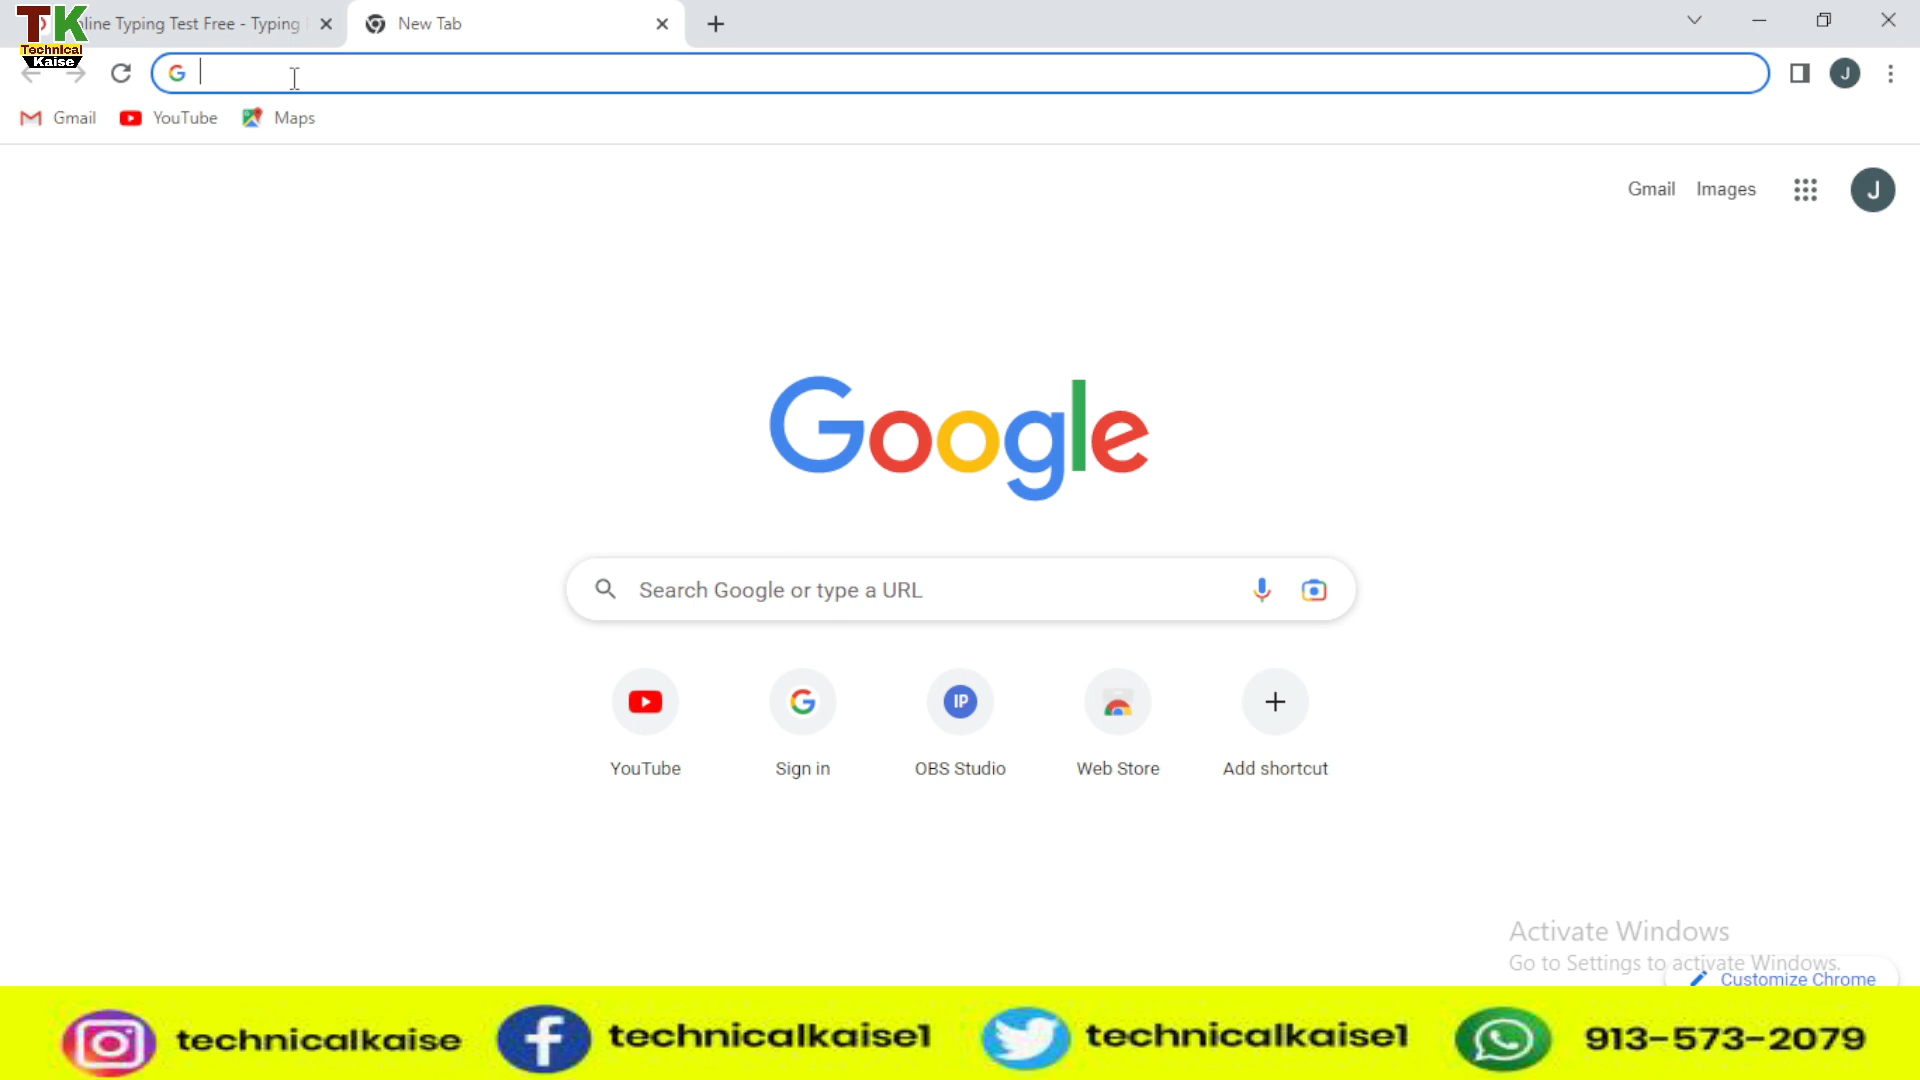 TK
Technical
Kaise
nline Typing Test Free - Typing
New Tab
G
J
Gmail
YouTube
Maps
Gmail
Images
J
Google
Search Google or type a URL
IP
YouTube
Sign in
OBS Studio
Web Store
Add shortcut
Activate Windows
Go to Settings to activate Windows.
Customize Chrome
technicalkaise
technicalkaise1
technicalkaise1
913-573-2079